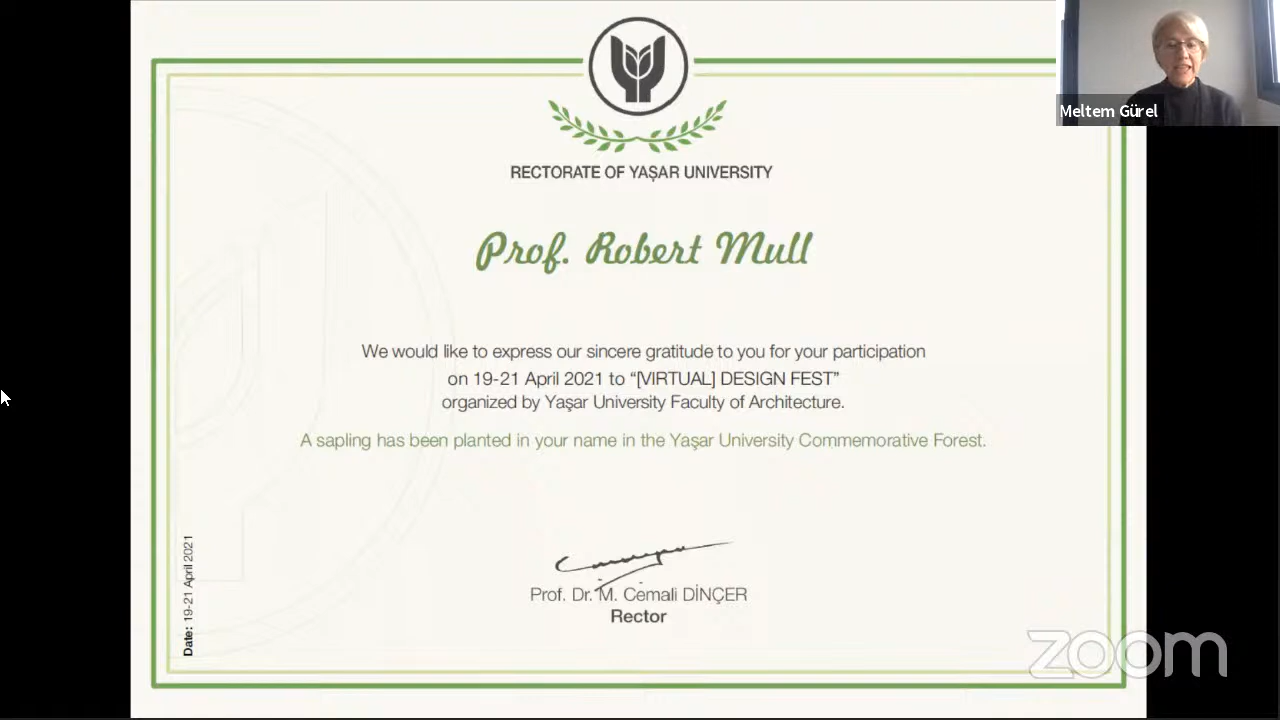 Meltem Gürel
RECTORATE OF YAŞAR UNIVERSITY
Prof. Robert Mull
We would like to express our sincere gratitude to you for your participation
on 19-21 April 2021 to “[VIRTUAL] DESIGN FEST”
organized by Yaşar University Faculty of Architecture.
A sapling has been planted in your name in the Yaşar University Commemorative Forest.
Date: 19-21 April 2021
Prof. Dr. M. Cemali DİNÇER
Rector
zoom